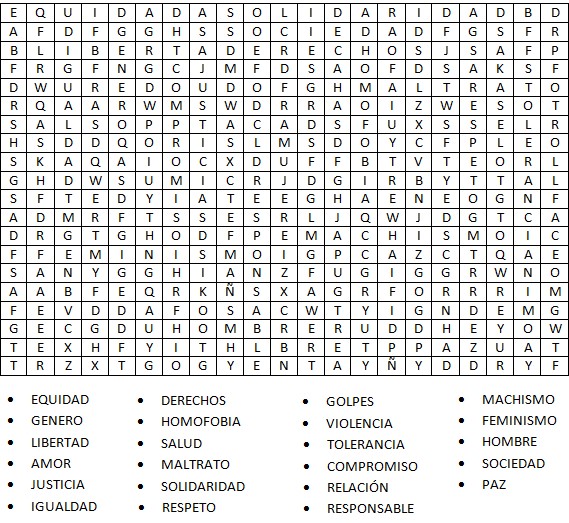 E Q U I D A D A S O L I D A R I D A D B D
A F D F G G H S S O C I E D A D F G S F R
B L I B E R T A D E R E C H O S J S A F P
F R G F N G C J M F D S A O F D S A K S F
D W U R E D O U D O F G H M A L T R A T O
R Q A A R W M S W D R R A O I Z W E S O T
S A L S O P P T A C A D S F U X S S E L R
H S D D Q O R I S L M S D O Y C F P L E O
S K A Q A I O C X D U F F B T V T E O R L
G H D W S U M I C R J D G I R B Y T T A L
S F T E D Y I A T E E G H A E N E O G N F
A D M R F T S S E S R L J Q W J D G T C A
D R G T G H O D F P E M A C H I S M O I C
F F E M I N I S M O I G P C A Z C T Q A E
S A N Y G G H I A N Z F U G I G G R W N O
A A B F E Q R K Ñ S X A G R F O R R R I M
F E V D D A F O S A C W T Y I G N D E M G
G E C G D U H O M B R E R U D D H E Y O W
T E X H F Y I T H L B R E T P P A Z U A T
T R Z X T G O G Y E N T A Y Ñ Y D D R Y F
• EQUIDAD
• GENERO
• LIBERTAD
• AMOR
• JUSTICIA
• IGUALDAD
• DERECHOS
• HOMOFOBIA
• SALUD
• MALTRATO
• SOLIDARIDAD
• RESPETO
• GOLPES
• VIOLENCIA
• TOLERANCIA
• COMPROMISO
• RELACIÓN
• RESPONSABLE
• MACHISMO
• FEMINISMO
• HOMBRE
• SOCIEDAD
• PAZ